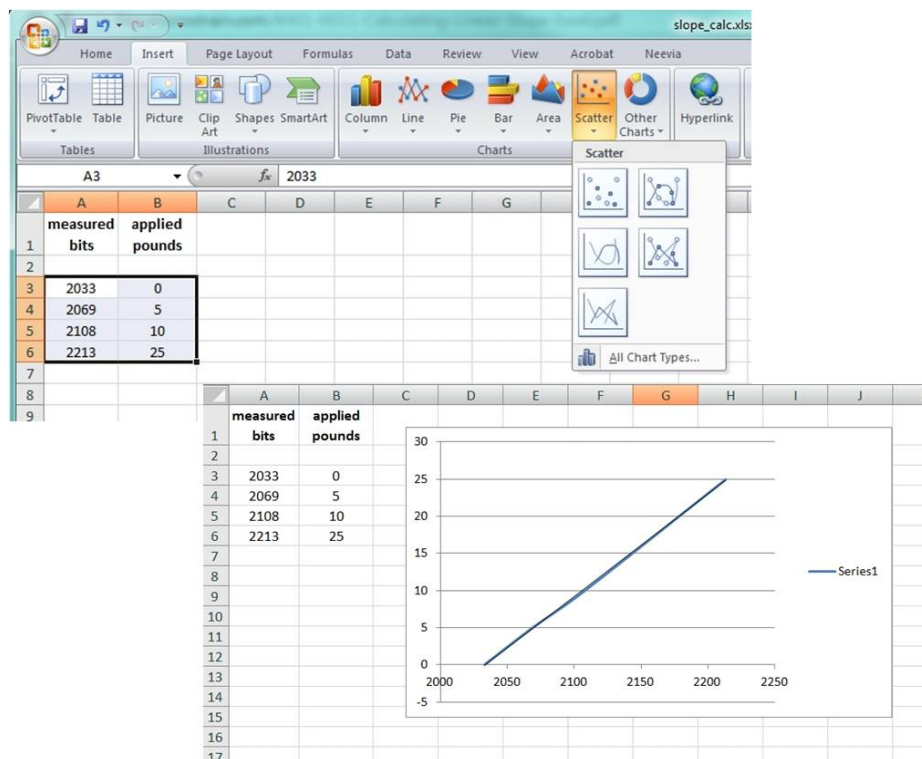 slope_calc.xls
Home Insert Page Layout Formulas Data Review View Acrobat Neevia
PivotTable Table Picture Clip Art Shapes SmartArt Column Line Pie Bar Area Scatter Other Charts Hyperlink
Tables Illustrations Charts
Scatter
A3 fx 2033
A B C D E F G
1 measured bits applied pounds
2
3 2033 0
4 2069 5
5 2108 10
6 2213 25
7
8
9
All Chart Types...
A B C D E F G H I J
1 measured bits applied pounds
2
3 2033 0
4 2069 5
5 2108 10
6 2213 25
7
8
9
10
11
12
13
14
15
16
17
30
25
20
15
10
5
0
-5
2000 2050 2100 2150 2200 2250
Series1